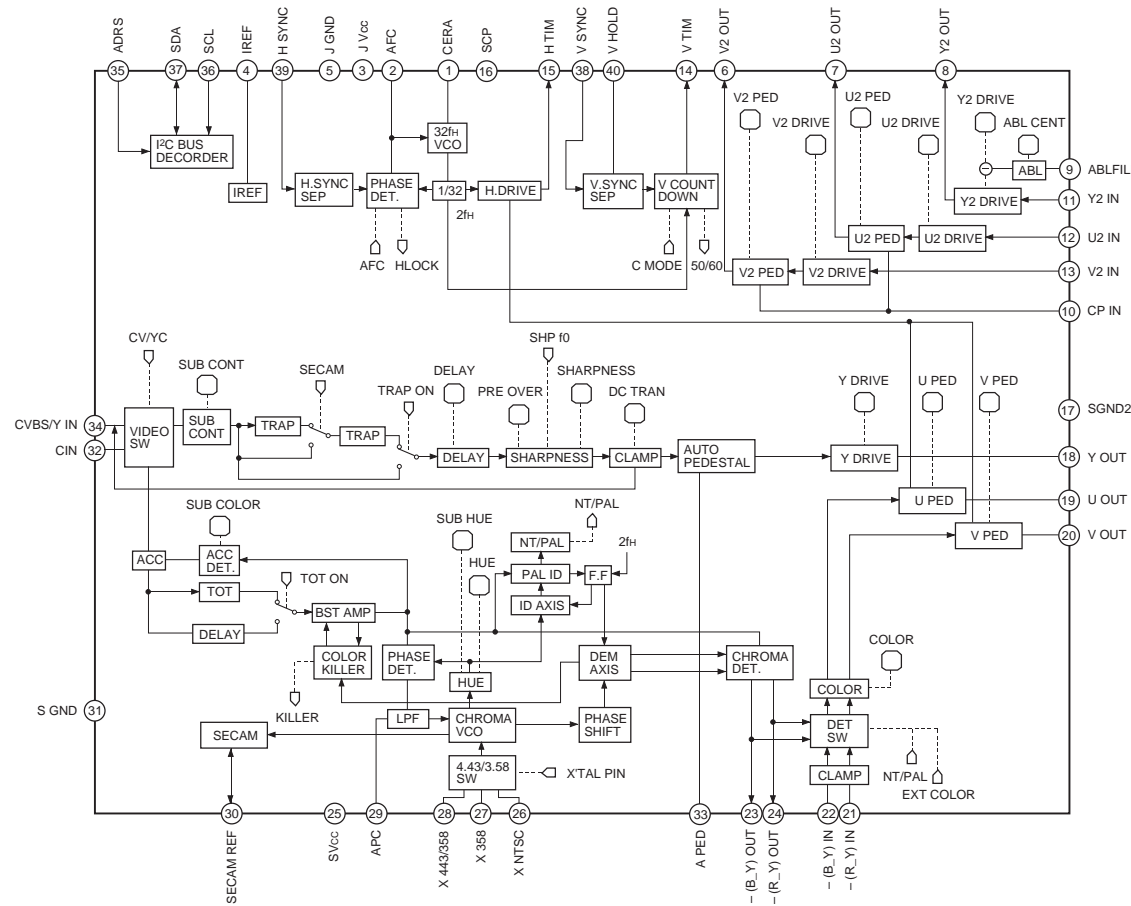 ADRS
SDA
SCL
IREF
H SYNC
J GND
J Vcc
AFC
CERA
SCP
H TIM
V SYNC
V HOLD
V TIM
V2 OUT
U2 OUT
Y2 OUT
35
37
36
4
39
5
3
2
1
16
15
38
40
14
6
7
8
V2 PED
V2 DRIVE
U2 PED
U2 DRIVE
Y2 DRIVE
ABL CENT
I²C BUS
DECORDER
IREF
H.SYNC
SEP
PHASE
DET.
32fH
VCO
1/32
2fH
H.DRIVE
V.SYNC
SEP
V COUNT
DOWN
AFC
HLOCK
C MODE
50/60
ABL
9 ABLFIL
Y2 DRIVE
11 Y2 IN
U2 PED
U2 DRIVE
12 U2 IN
V2 PED
V2 DRIVE
13 V2 IN
10 CP IN
CV/YC
SUB CONT
SECAM
TRAP ON
DELAY
PRE OVER
SHP f0
SHARPNESS
DC TRAN
Y DRIVE
U PED
V PED
17 SGND2
CVBS/Y IN 34
CIN 32
VIDEO
SW
SUB
CONT
TRAP
TRAP
DELAY
SHARPNESS
CLAMP
AUTO
PEDESTAL
Y DRIVE
18 Y OUT
U PED
19 U OUT
V PED
20 V OUT
SUB COLOR
SUB HUE
HUE
NT/PAL
NT/PAL
2fH
ACC
ACC
DET.
TOT ON
PAL ID
F.F
TOT
BST AMP
ID AXIS
DELAY
COLOR
KILLER
PHASE
DET.
HUE
DEM
AXIS
CHROMA
DET.
COLOR
COLOR
S GND 31
KILLER
LPF
CHROMA
VCO
PHASE
SHIFT
DET
SW
SECAM
4.43/3.58
SW
X'TAL PIN
CLAMP
NT/PAL
EXT COLOR
30
25
29
28
27
26
33
23
24
22
21
SECAM REF
SVcc
APC
X 443/358
X 358
X NTSC
A PED
– (B_Y) OUT
– (R_Y) OUT
– (B_Y) IN
– (R_Y) IN